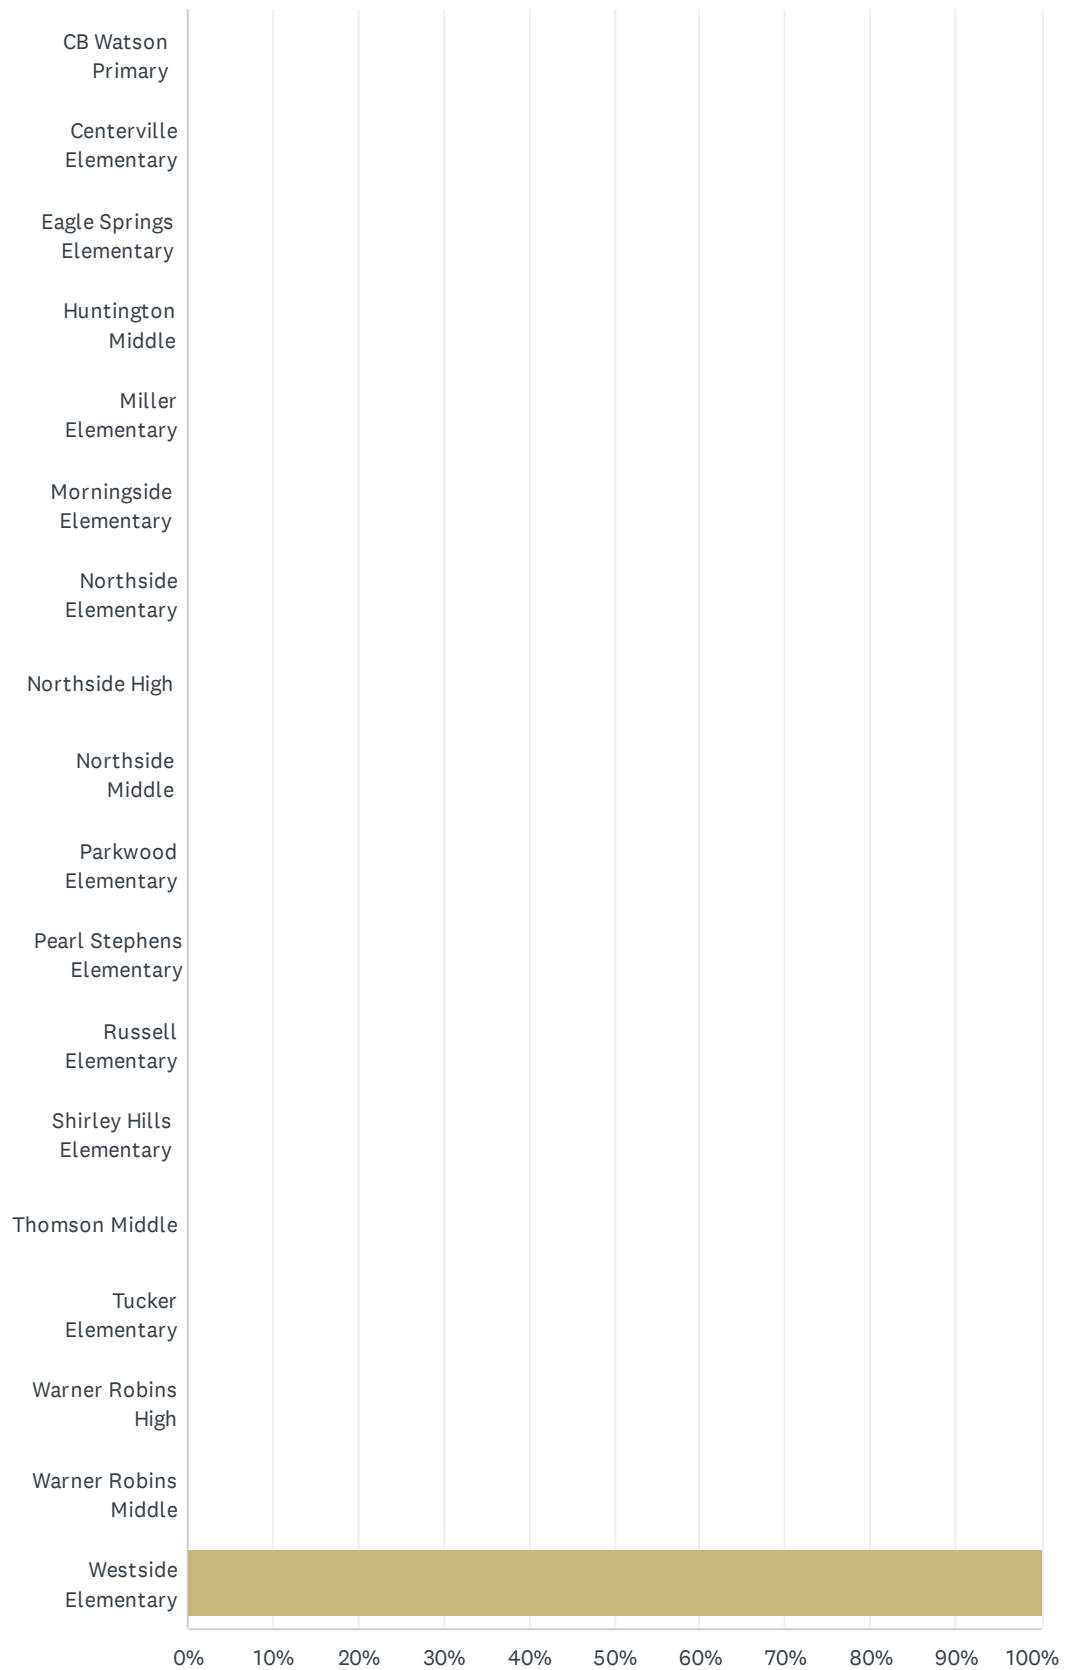 CB Watson
Primary
Centerville
Elementary
Eagle Springs
Elementary
Huntington
Middle
Miller
Elementary
Morningside
Elementary
Northside
Elementary
Northside High
Northside
Middle
Parkwood
Elementary
Pearl Stephens
Elementary
Russell
Elementary
Shirley Hills
Elementary
Thomson Middle
Tucker
Elementary
Warner Robins
High
Warner Robins
Middle
Westside
Elementary
0% 10% 20% 30% 40% 50% 60% 70% 80% 90% 100%